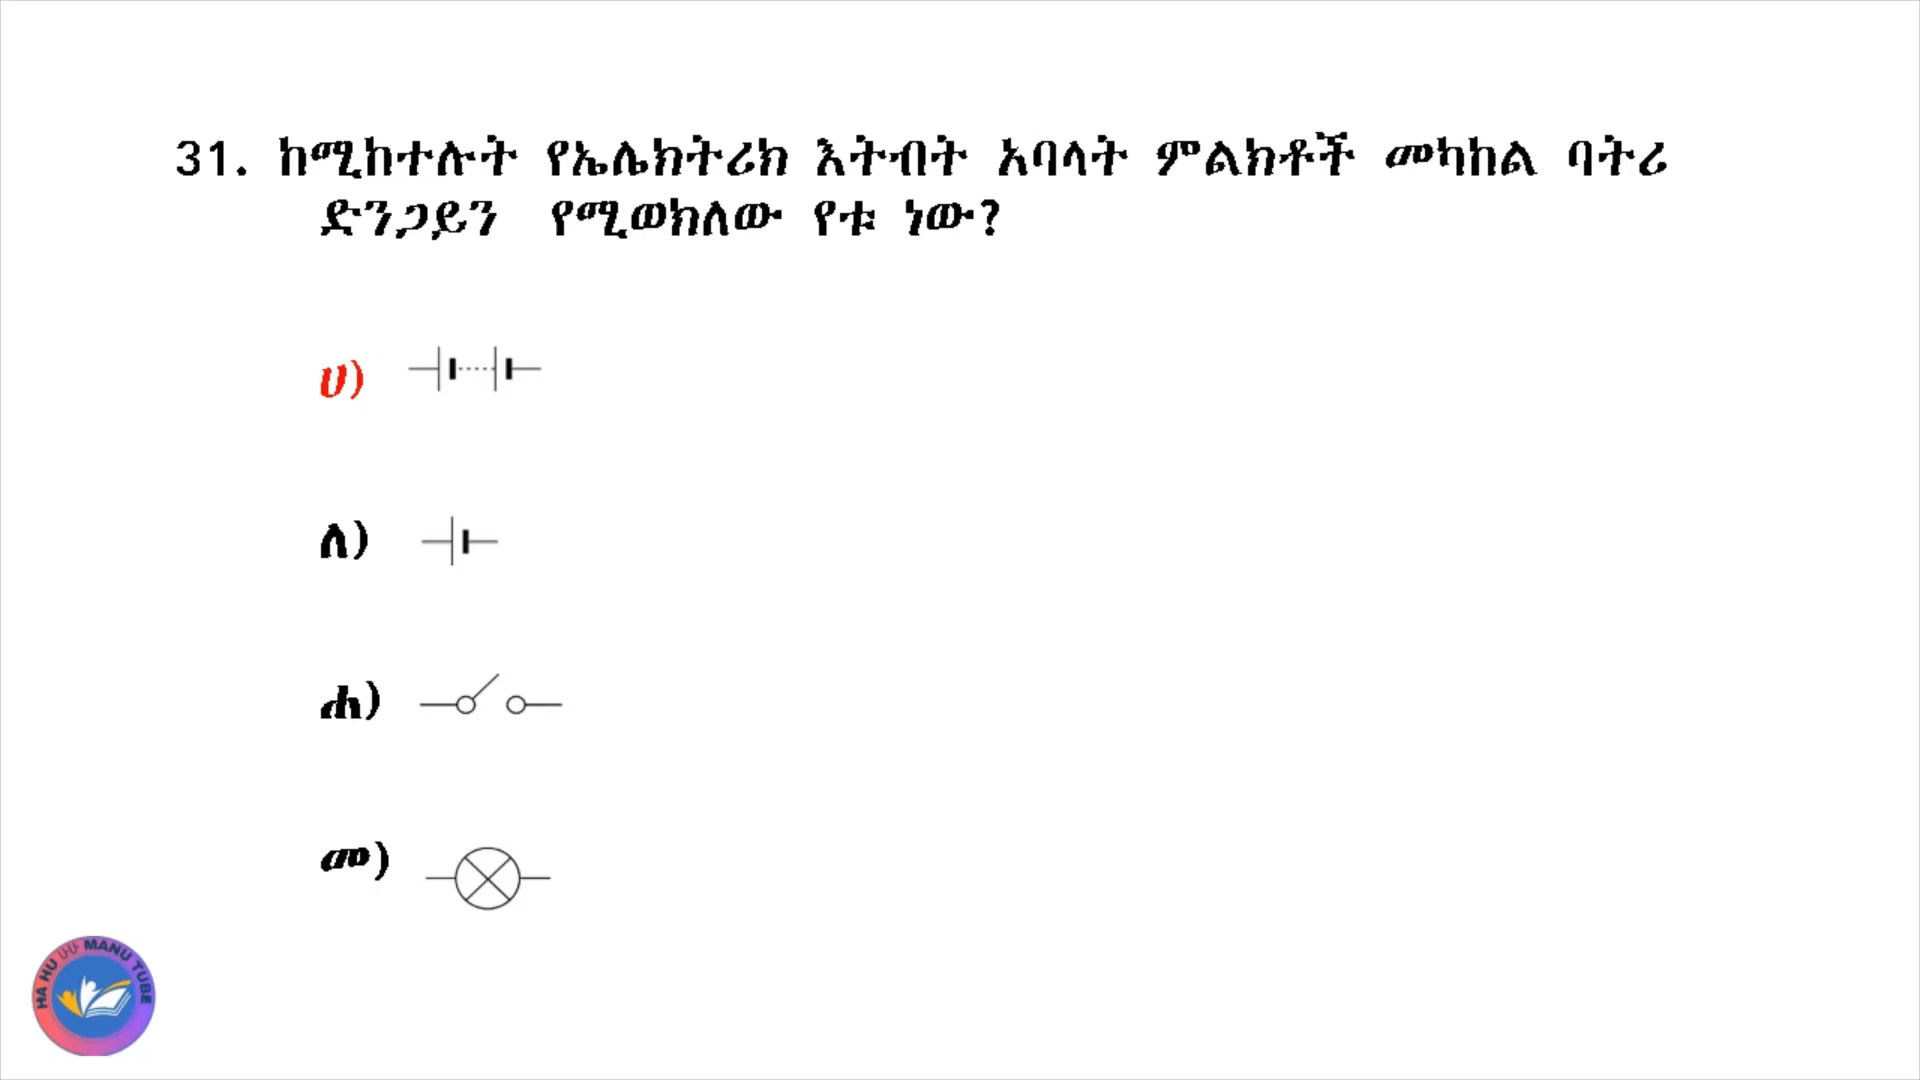 31. ከሚከተሉት የኤሌክትሪክ እትብት አባላት ምልክቶች መካከል ባትሪ
ድንጋይን የሚወክለው የቱ ነው?
ሀ)
ለ)
ሐ)
መ)
HA HU ሀሁ MANU TUBE